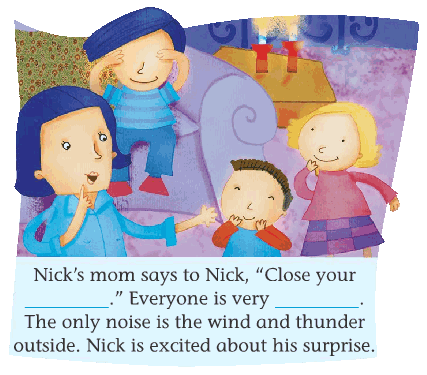 Nick's mom says to Nick, “Close your
_________.” Everyone is very _________.
The only noise is the wind and thunder
outside. Nick is excited about his surprise.